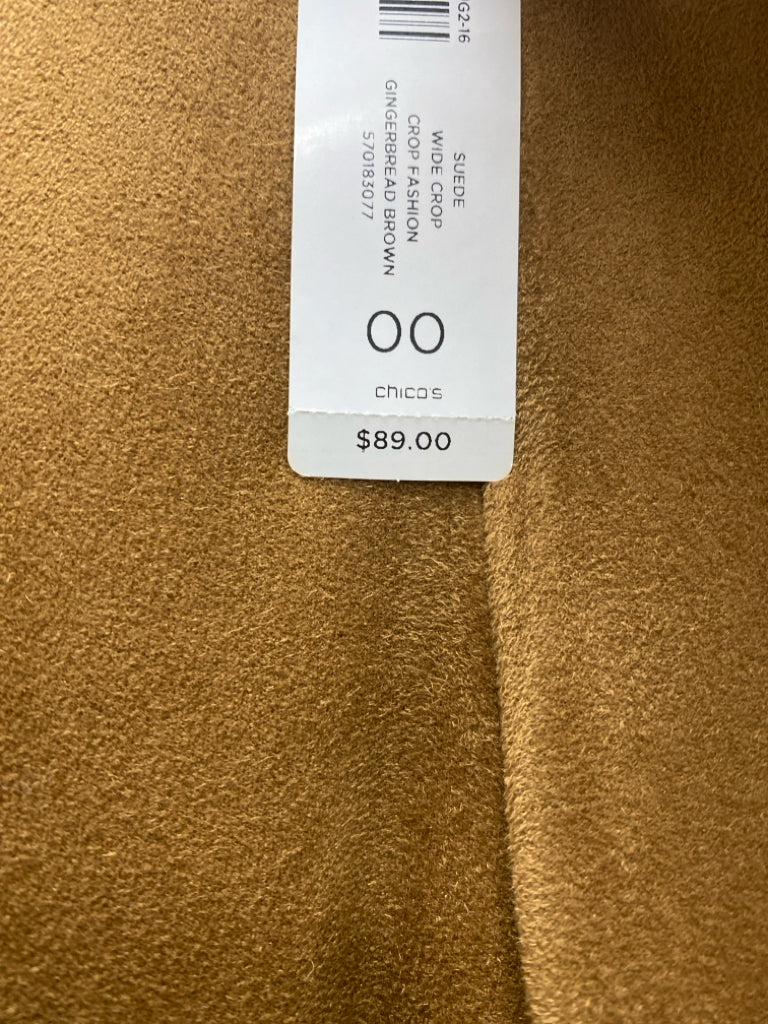 SUEDE
WIDE CROP
CROP FASHION
GINGERBREAD BROWN
570183077
00
chico's
$89.00